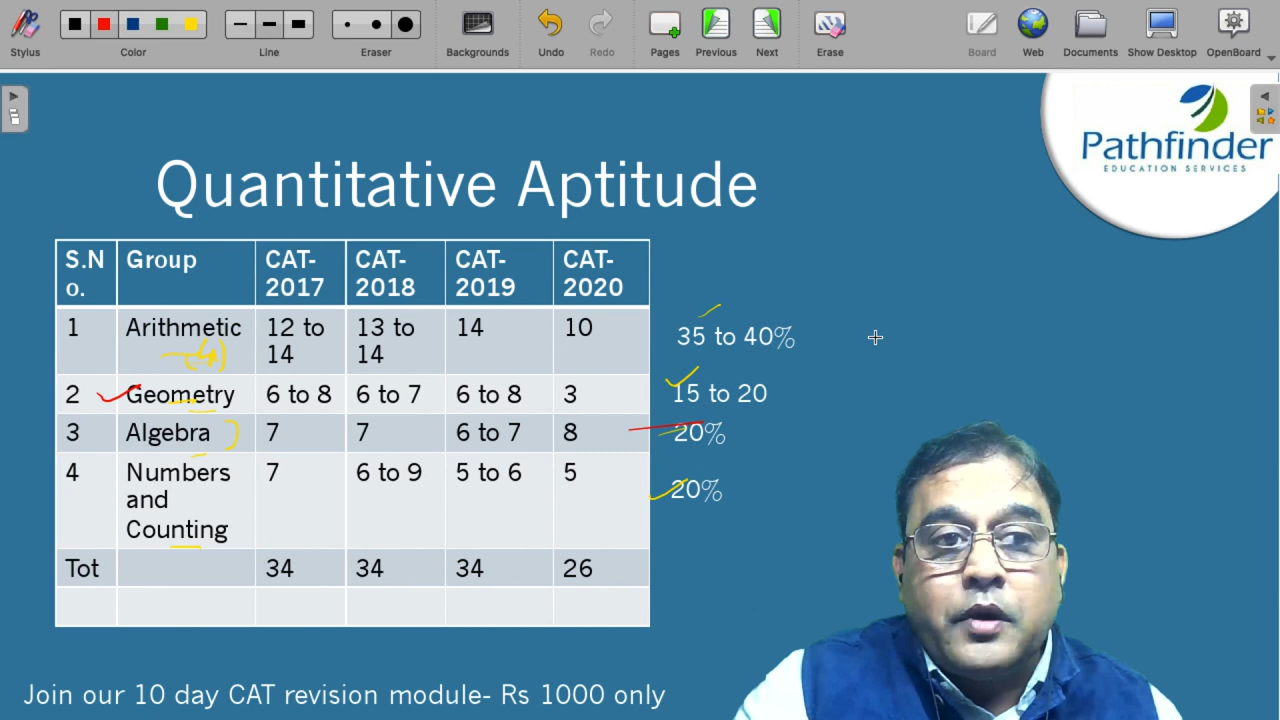 Stylus
Color
Line
Eraser
Backgrounds
Undo
Redo
Pages
Previous
Next
Erase
Board
Web
Documents
Show Desktop
OpenBoard
Pathfinder
EDUCATION SERVICES
Quantitative Aptitude
S.N
o.
Group
CAT-
2017
CAT-
2018
CAT-
2019
CAT-
2020
1
Arithmetic
12 to
14
13 to
14
14
10
35 to 40%
2
Geometry
6 to 8
6 to 7
6 to 8
3
15 to 20
3
Algebra
7
7
6 to 7
8
20%
4
Numbers
and
Counting
7
6 to 9
5 to 6
5
20%
Tot
34
34
34
26
Join our 10 day CAT revision module- Rs 1000 only